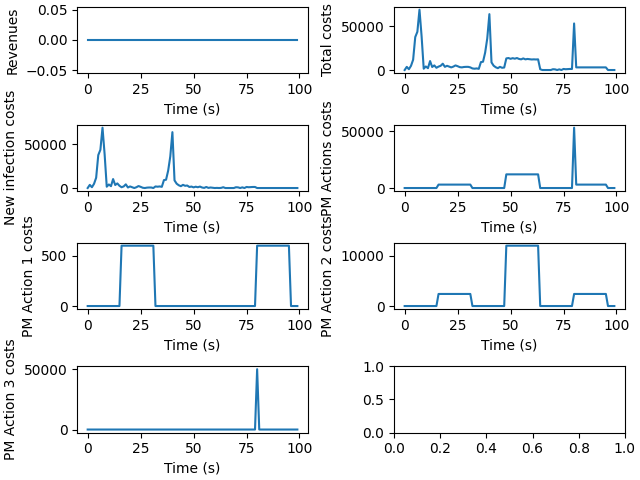 Revenues
0.05
0.00
−0.05
0 25 50 75 100
Time (s)
Total costs
50000
0
0 25 50 75 100
Time (s)
New infection costs
50000
0
0 25 50 75 100
Time (s)
PM Actions costs
50000
0
0 25 50 75 100
Time (s)
PM Action 1 costs
500
0
0 25 50 75 100
Time (s)
PM Action 2 costs
10000
0
0 25 50 75 100
Time (s)
PM Action 3 costs
50000
0
0 25 50 75 100
Time (s)
1.0
0.5
0.0
0.0 0.2 0.4 0.6 0.8 1.0